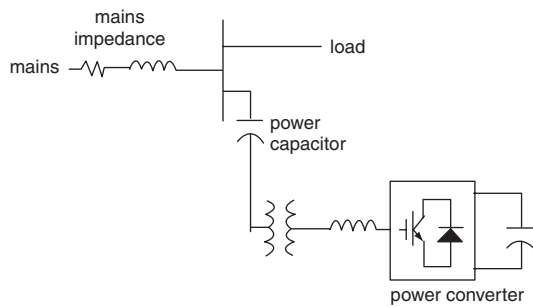 mains
impedance
mains
load
power
capacitor
power converter